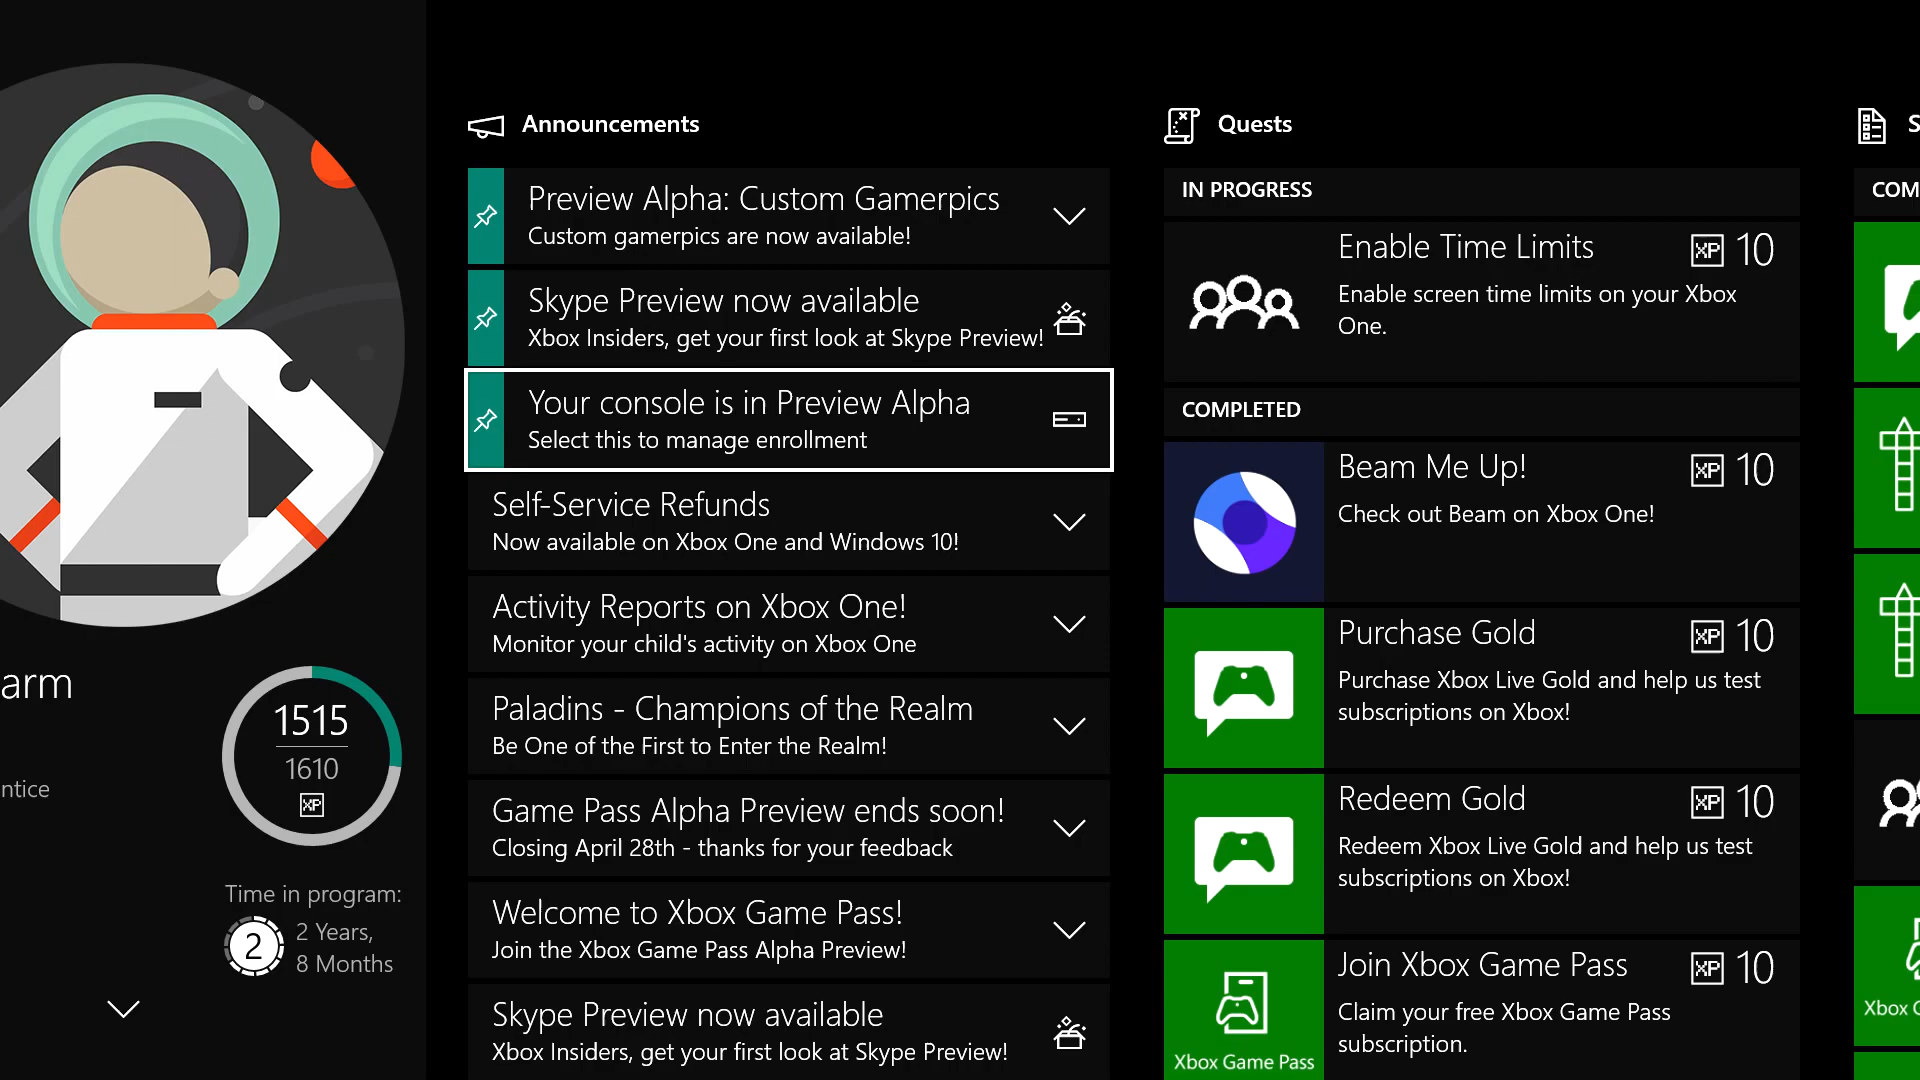 arm
1515
1610
XP
ntice
Time in program:
2
2 Years,
8 Months
Announcements
Preview Alpha: Custom Gamerpics
Custom gamerpics are now available!
Skype Preview now available
Xbox Insiders, get your first look at Skype Preview!
Your console is in Preview Alpha
Select this to manage enrollment
Self-Service Refunds
Now available on Xbox One and Windows 10!
Activity Reports on Xbox One!
Monitor your child's activity on Xbox One
Paladins - Champions of the Realm
Be One of the First to Enter the Realm!
Game Pass Alpha Preview ends soon!
Closing April 28th - thanks for your feedback
Welcome to Xbox Game Pass!
Join the Xbox Game Pass Alpha Preview!
Skype Preview now available
Xbox Insiders, get your first look at Skype Preview!
Quests
IN PROGRESS
Enable Time Limits
XP 10
Enable screen time limits on your Xbox
One.
COMPLETED
Beam Me Up!
XP 10
Check out Beam on Xbox One!
Purchase Gold
XP 10
Purchase Xbox Live Gold and help us test
subscriptions on Xbox!
Redeem Gold
XP 10
Redeem Xbox Live Gold and help us test
subscriptions on Xbox!
Join Xbox Game Pass
XP 10
Claim your free Xbox Game Pass
subscription.
Xbox Game Pass
S
COM
Xbox G